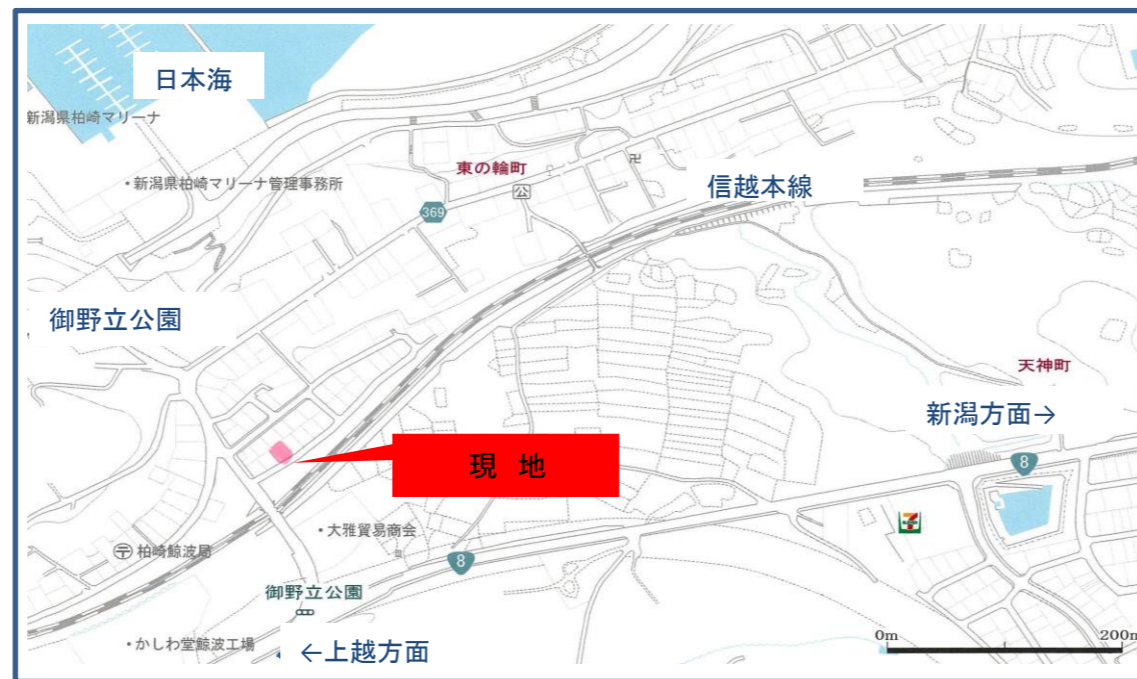 日本海
新潟県柏崎マリーナ
・新潟県柏崎マリーナ管理事務所
東の輪町
公
信越本線
369
御野立公園
天神町
新潟方面→
現 地
8
7
・大雅貿易商会
柏崎鯨波局
8
御野立公園
・かしわ堂鯨波工場
←上越方面
0m
200m